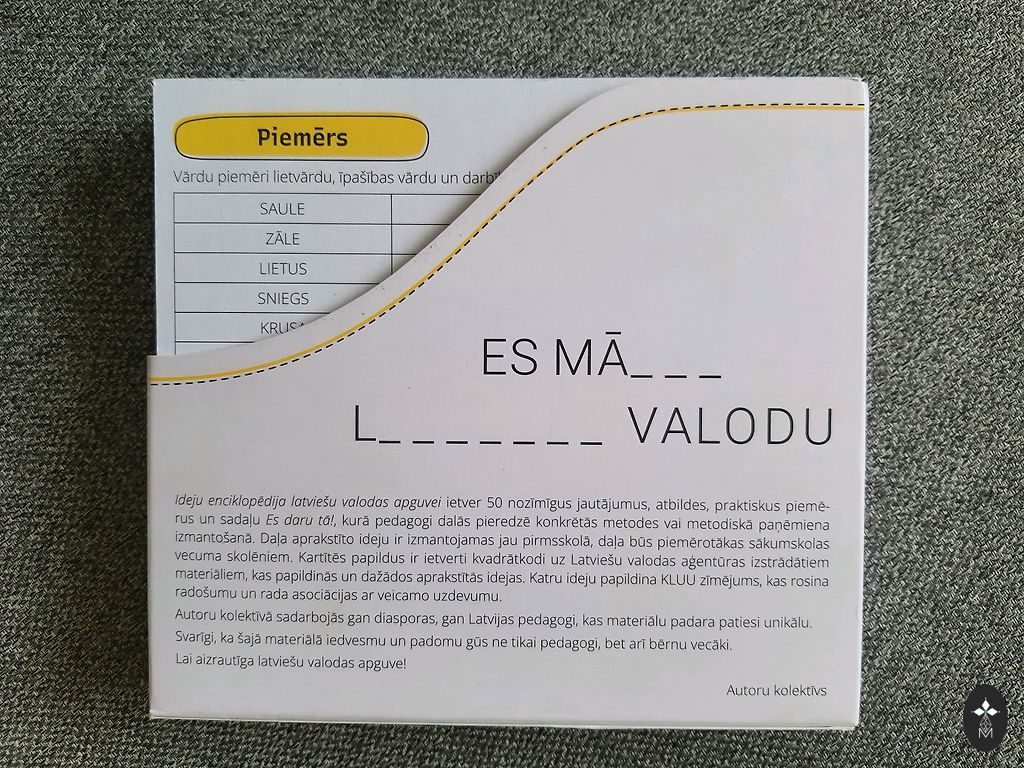 Piemērs
Vārdu piemēri lietvārdu, īpašības vārdu un
SAULE
ZĀLE
LIETUS
SNIEGS
ES MĀ_ _ _
L_ _ _ _ _ _ _ VALODU
Ideju enciklopēdija latviešu valodas apguvei ietver 50 nozīmīgus jautājumus, atbildes, praktiskus piemē-
rus un sadaļu Es daru tā!, kurā pedagogi dalās pieredzē konkrētās metodes vai metodiskā paņēmiena
izmantošanā. Daļa aprakstīto ideju ir izmantojamas jau pirmsskolā, daļa būs piemērotākas sākumskolas
vecuma skolēniem. Kartītēs papildus ir ietverti kvadrātkodi uz Latviešu valodas aģentūras izstrādātiem
materiāliem, kas papildinās un dažādos aprakstītās idejas. Katru ideju papildina KLUU zīmējums, kas rosina
radošumu un rada asociācijas ar veicamo uzdevumu.
Autoru kolektīvā sadarbojās gan diasporas, gan Latvijas pedagogi, kas materiālu padara patiesi unikālu.
Svarīgi, ka šajā materiālā iedvesmu un padomu gūs ne tikai pedagogi, bet arī bērnu vecāki.
Lai aizrautīga latviešu valodas apguve!
Autoru kolektīvs
M